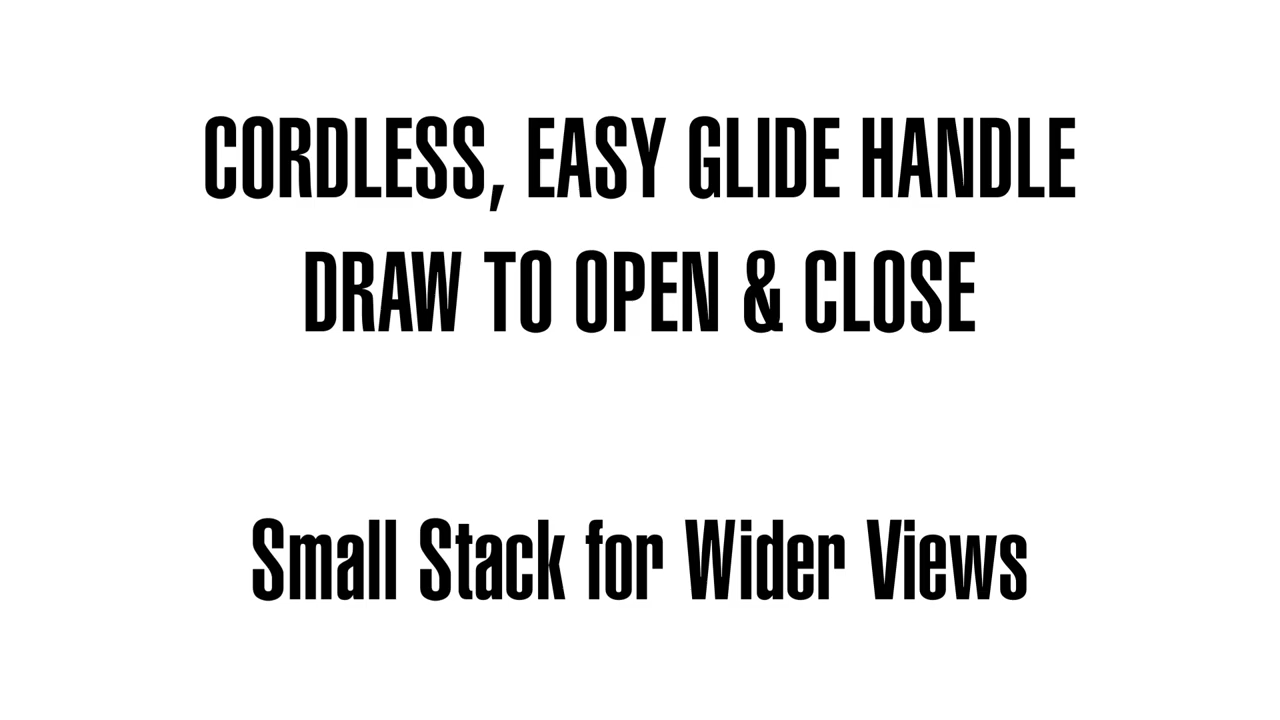 CORDLESS, EASY GLIDE HANDLE
DRAW TO OPEN & CLOSE
Small Stack for Wider Views